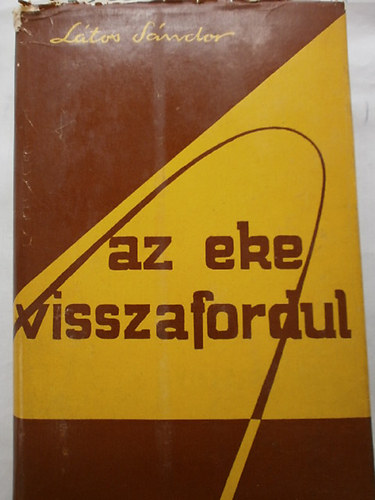 Látos Sándor
az eke
visszafordul